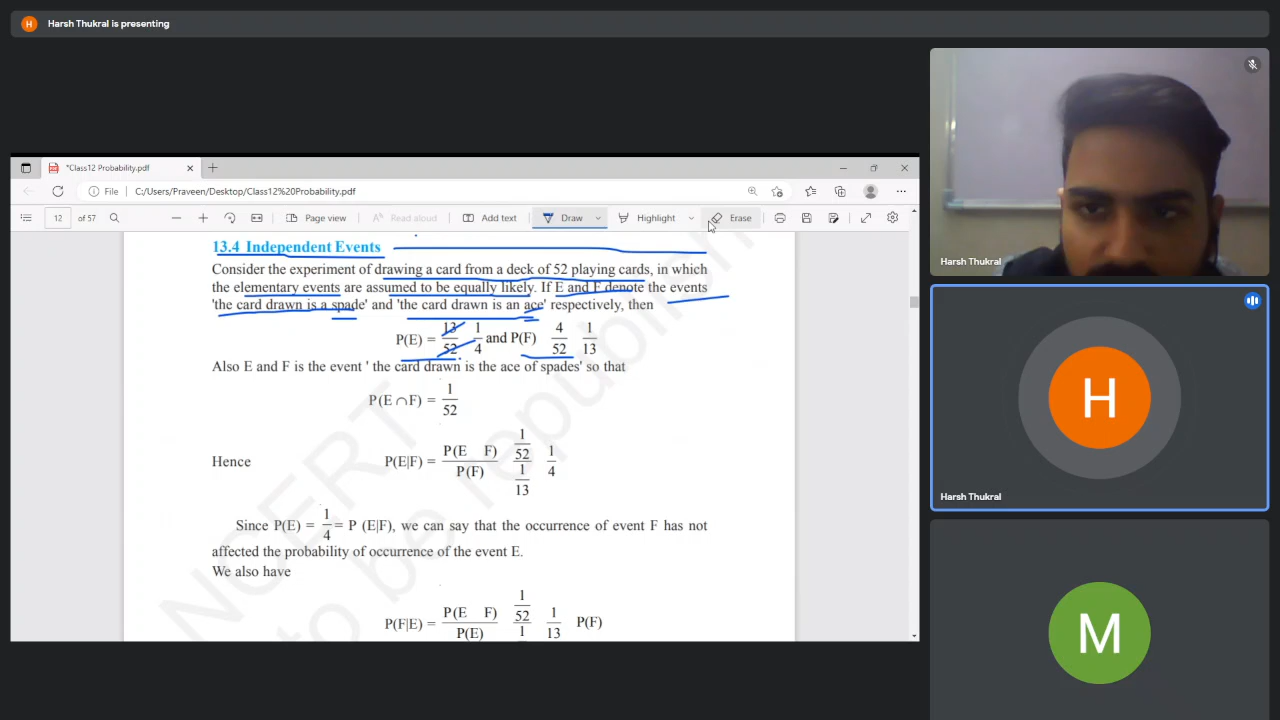 H Harsh Thukral is presenting
*Class12 Probability.pdf
File C:/Users/Praveen/Desktop/Class12%20Probability.pdf
12 of 57 Page view Read aloud Add text Draw Highlight Erase
13.4 Independent Events
Consider the experiment of drawing a card from a deck of 52 playing cards, in which
the elementary events are assumed to be equally likely. If E and F denote the events
'the card drawn is a spade' and 'the card drawn is an ace' respectively, then
P(E) = 13/52 1/4 and P(F) 4/52 1/13
Also E and F is the event ' the card drawn is the ace of spades' so that
P(E ∩ F) = 1/52
Hence P(E|F) = P(E F)/P(F) 1/52 / 1/13 1/4
Since P(E) = 1/4 = P (E|F), we can say that the occurrence of event F has not
affected the probability of occurrence of the event E.
We also have
P(F|E) = P(E F)/P(E) 1/52 / 1 1/13 P(F)
NCERT
to be republish
Harsh Thukral
H
Harsh Thukral
M